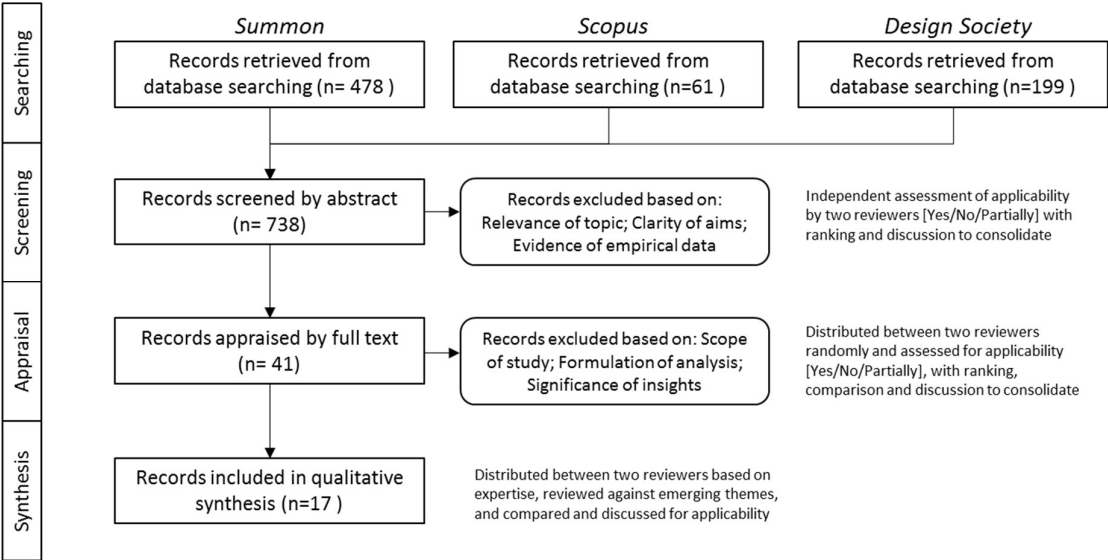 Searching
Summon
Records retrieved from
database searching (n= 478 )
Scopus
Records retrieved from
database searching (n=61 )
Design Society
Records retrieved from
database searching (n=199 )
Screening
Records screened by abstract
(n= 738)
Records excluded based on:
Relevance of topic; Clarity of aims;
Evidence of empirical data
Independent assessment of applicability
by two reviewers [Yes/No/Partially] with
ranking and discussion to consolidate
Appraisal
Records appraised by full text
(n= 41)
Records excluded based on: Scope
of study; Formulation of analysis;
Significance of insights
Distributed between two reviewers
randomly and assessed for applicability
[Yes/No/Partially], with ranking,
comparison and discussion to consolidate
Synthesis
Records included in qualitative
synthesis (n=17 )
Distributed between two reviewers based on
expertise, reviewed against emerging themes,
and compared and discussed for applicability